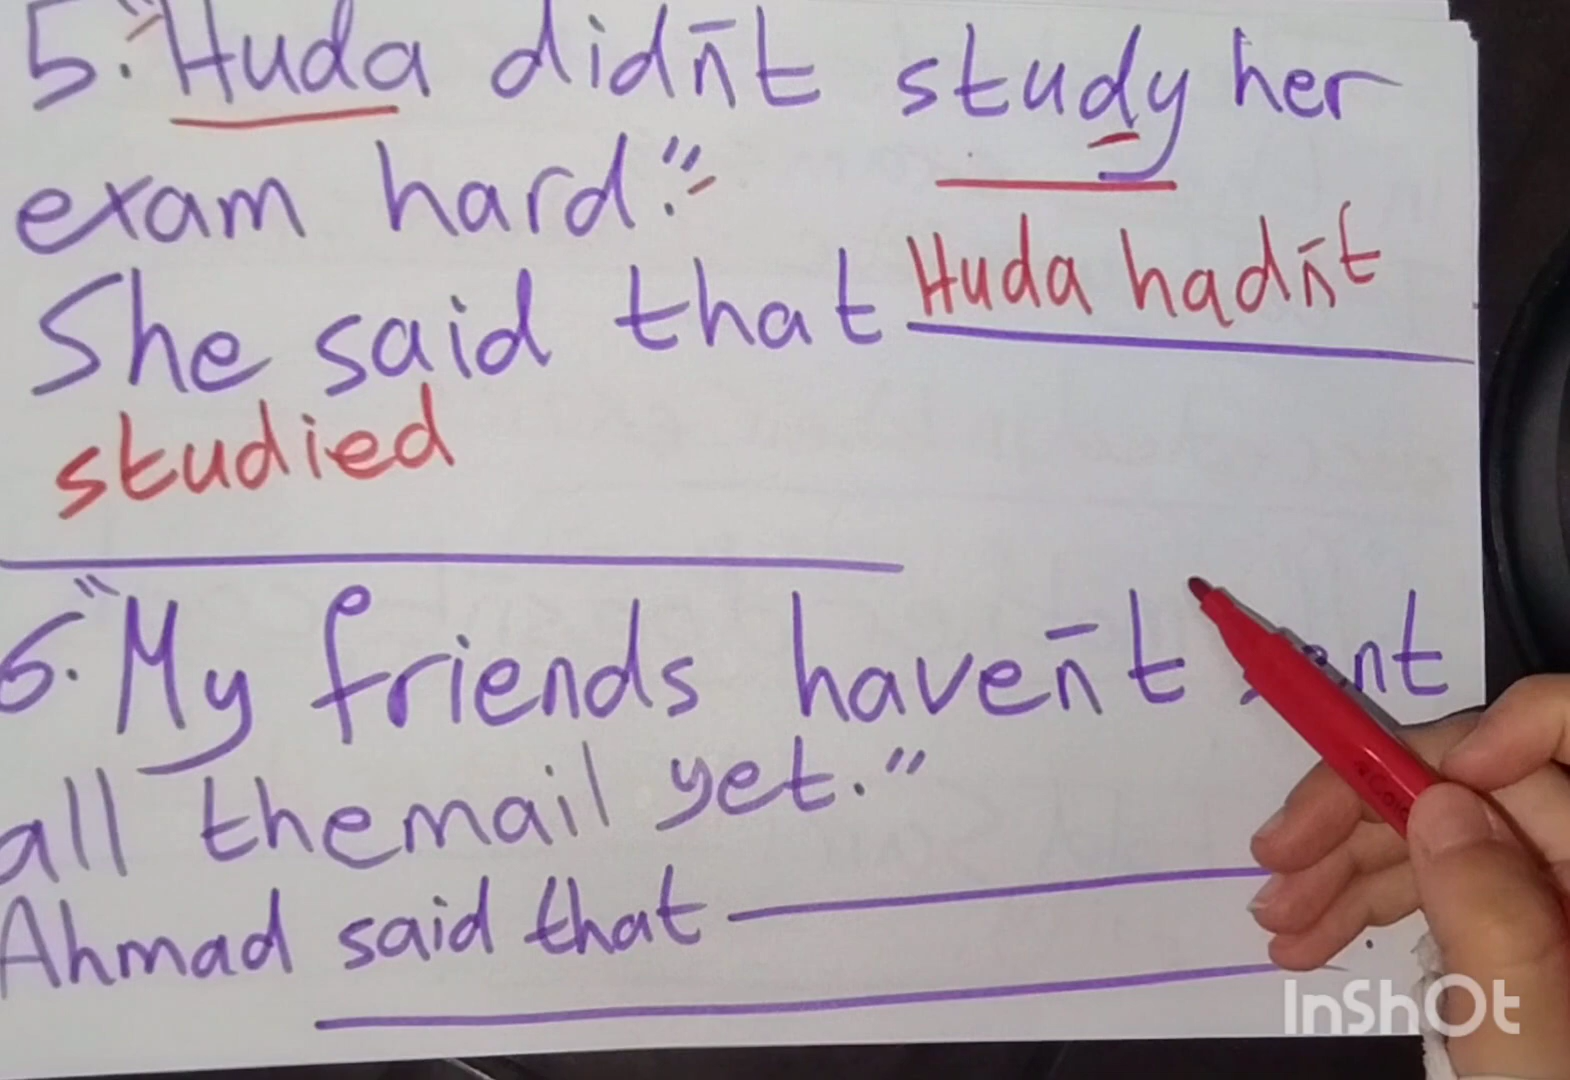 5. "Huda didn't study her
exam hard."
She said that Huda hadn't
studied
6. "My friends haven't
all the mail yet."
Ahmad said that
InShOt